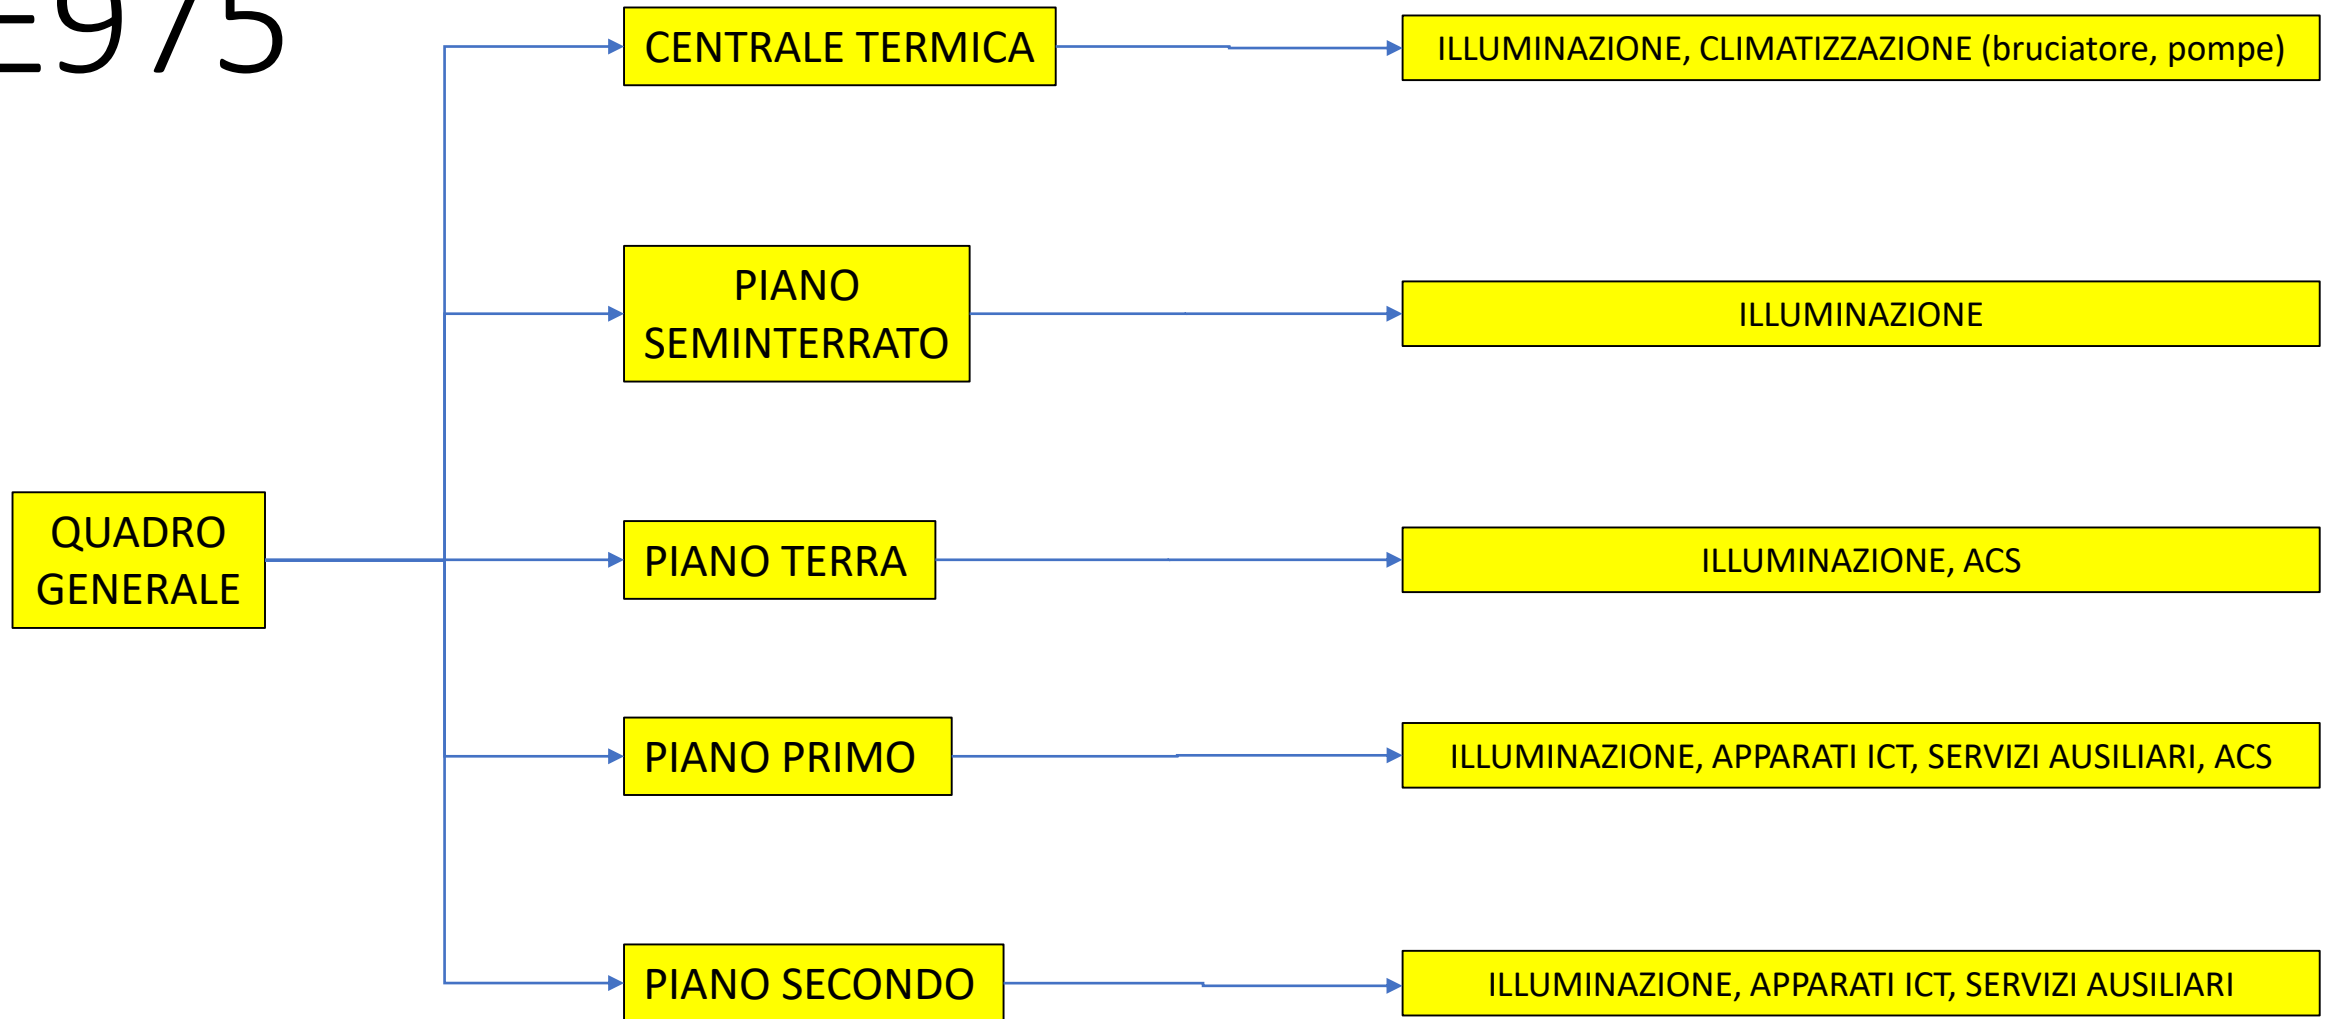 E975
CENTRALE TERMICA
ILLUMINAZIONE, CLIMATIZZAZIONE (bruciatore, pompe)
PIANO
SEMINTERRATO
ILLUMINAZIONE
QUADRO
GENERALE
PIANO TERRA
ILLUMINAZIONE, ACS
PIANO PRIMO
ILLUMINAZIONE, APPARATI ICT, SERVIZI AUSILIARI, ACS
PIANO SECONDO
ILLUMINAZIONE, APPARATI ICT, SERVIZI AUSILIARI